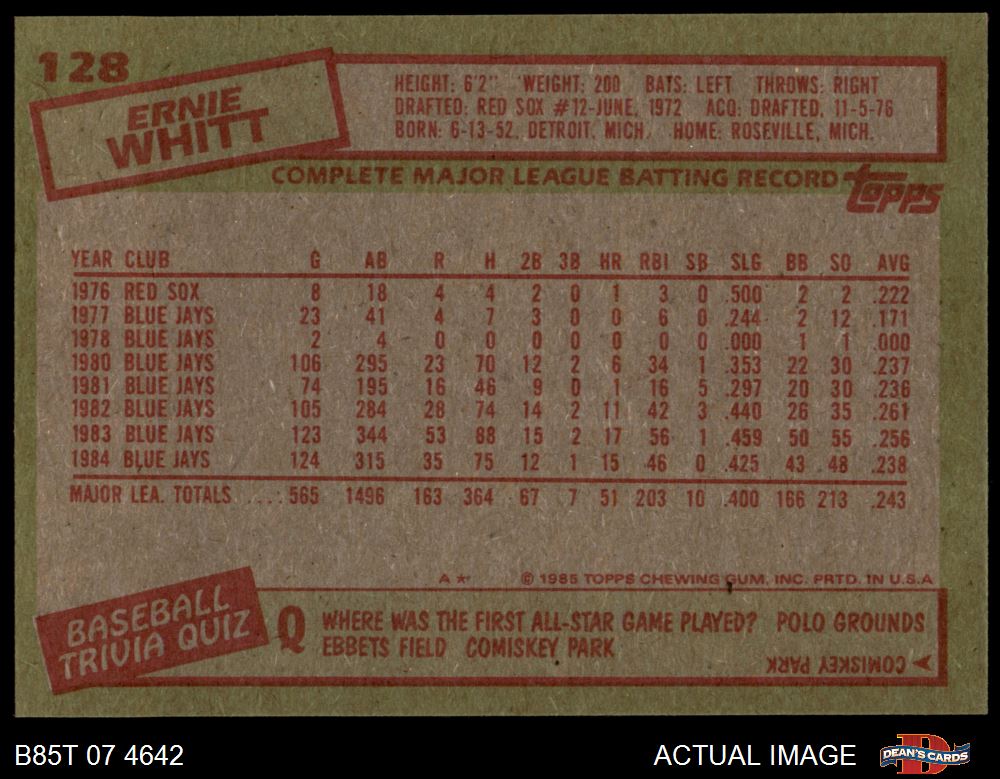 128
ERNIE
WHITT
HEIGHT: 6'2" WEIGHT: 200 BATS: LEFT THROWS: RIGHT
DRAFTED: RED SOX #12-JUNE, 1972 ACQ: DRAFTED, 11-5-76
BORN: 6-13-52, DETROIT, MICH. HOME: ROSEVILLE, MICH.
COMPLETE MAJOR LEAGUE BATTING RECORD topps
YEAR CLUB G AB R H 2B 3B HR RBI SB SLG BB SO AVG
1976 RED SOX 8 18 4 4 2 0 1 3 0 .500 2 2 .222
1977 BLUE JAYS 23 41 4 7 3 0 0 6 0 .244 2 12 .171
1978 BLUE JAYS 2 4 0 0 0 0 0 0 0 .000 1 1 .000
1980 BLUE JAYS 106 295 23 70 12 2 6 34 1 .353 22 30 .237
1981 BLUE JAYS 74 195 16 46 9 0 1 16 5 .297 20 30 .236
1982 BLUE JAYS 105 284 28 74 14 2 11 42 3 .440 26 35 .261
1983 BLUE JAYS 123 344 53 88 15 2 17 56 1 .459 50 55 .256
1984 BLUE JAYS 124 315 35 75 12 1 15 46 0 .425 43 48 .238
MAJOR LEA. TOTALS .... 565 1496 163 364 67 7 51 203 10 .400 166 213 .243
A* © 1985 TOPPS CHEWING GUM, INC. PRTD. IN U.S.A
BASEBALL
TRIVIA QUIZ
Q WHERE WAS THE FIRST ALL-STAR GAME PLAYED? POLO GROUNDS
EBBETS FIELD COMISKEY PARK
COMISKEY PARK
B85T 07 4642 ACTUAL IMAGE DEAN'S CARDS